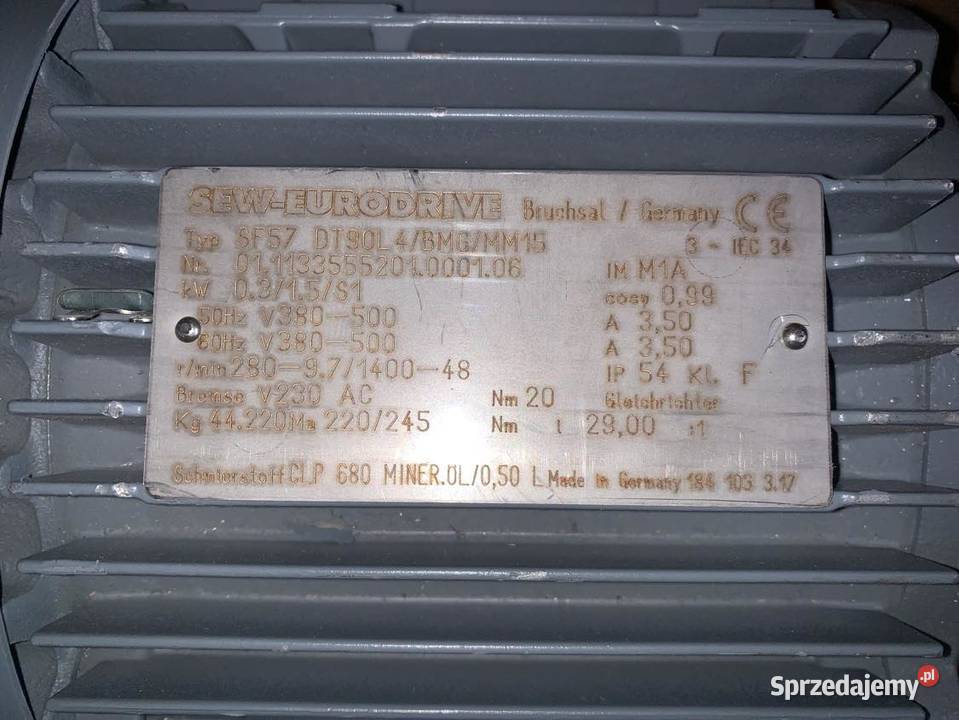 SEW-EURODRIVE Bruchsal / Germany CE
Typ SF57 DT90L4/BMG/MM15 3 ~ IEC 34
Nr. 01.1133555201.0001.06 IM M1A
kW 0.3/1.5/S1 cosφ 0,99
50Hz V380-500 A 3,50
60Hz V380-500 A 3,50
r/min 280-9.7/1400-48 IP 54 Kl. F
Bremse V230 AC Nm 20 Gleichrichter
Kg 44.220 Ma 220/245 Nm i 29,00 :1
Schmierstoff CLP 680 MINER.ÖL/0,50 L Made in Germany 184 103 3.17
Sprzedajemy.pl